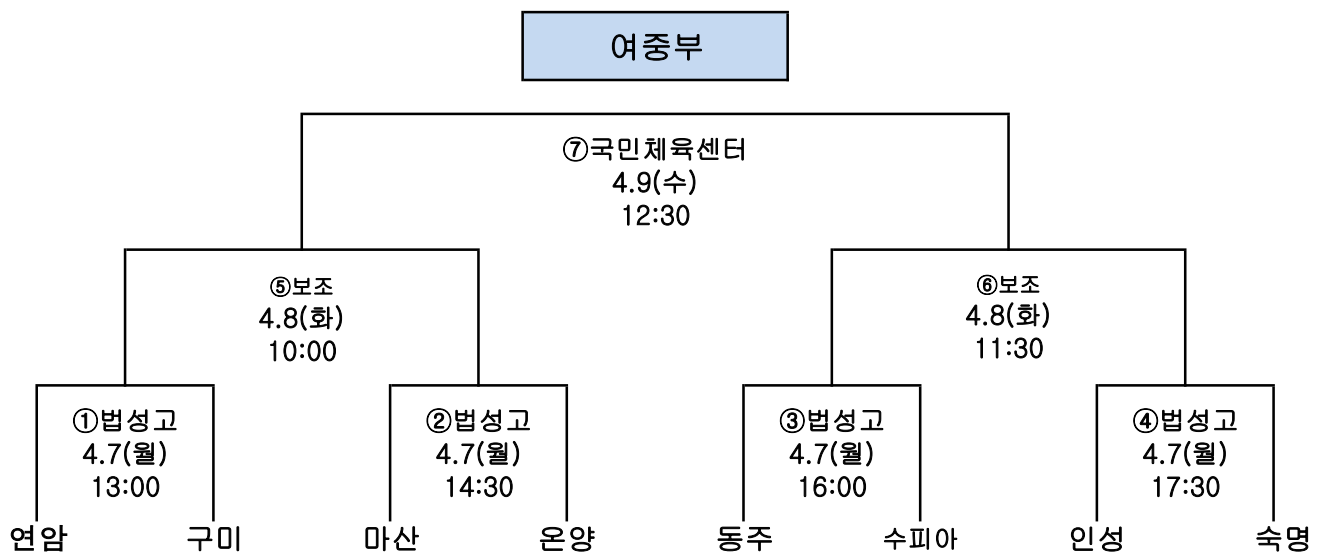 여중부
⑦국민체육센터
4.9(수)
12:30
⑤보조
4.8(화)
10:00
⑥보조
4.8(화)
11:30
①법성고
4.7(월)
13:00
②법성고
4.7(월)
14:30
③법성고
4.7(월)
16:00
④법성고
4.7(월)
17:30
연암 구미 마산 온양 동주 수피아 인성 숙명